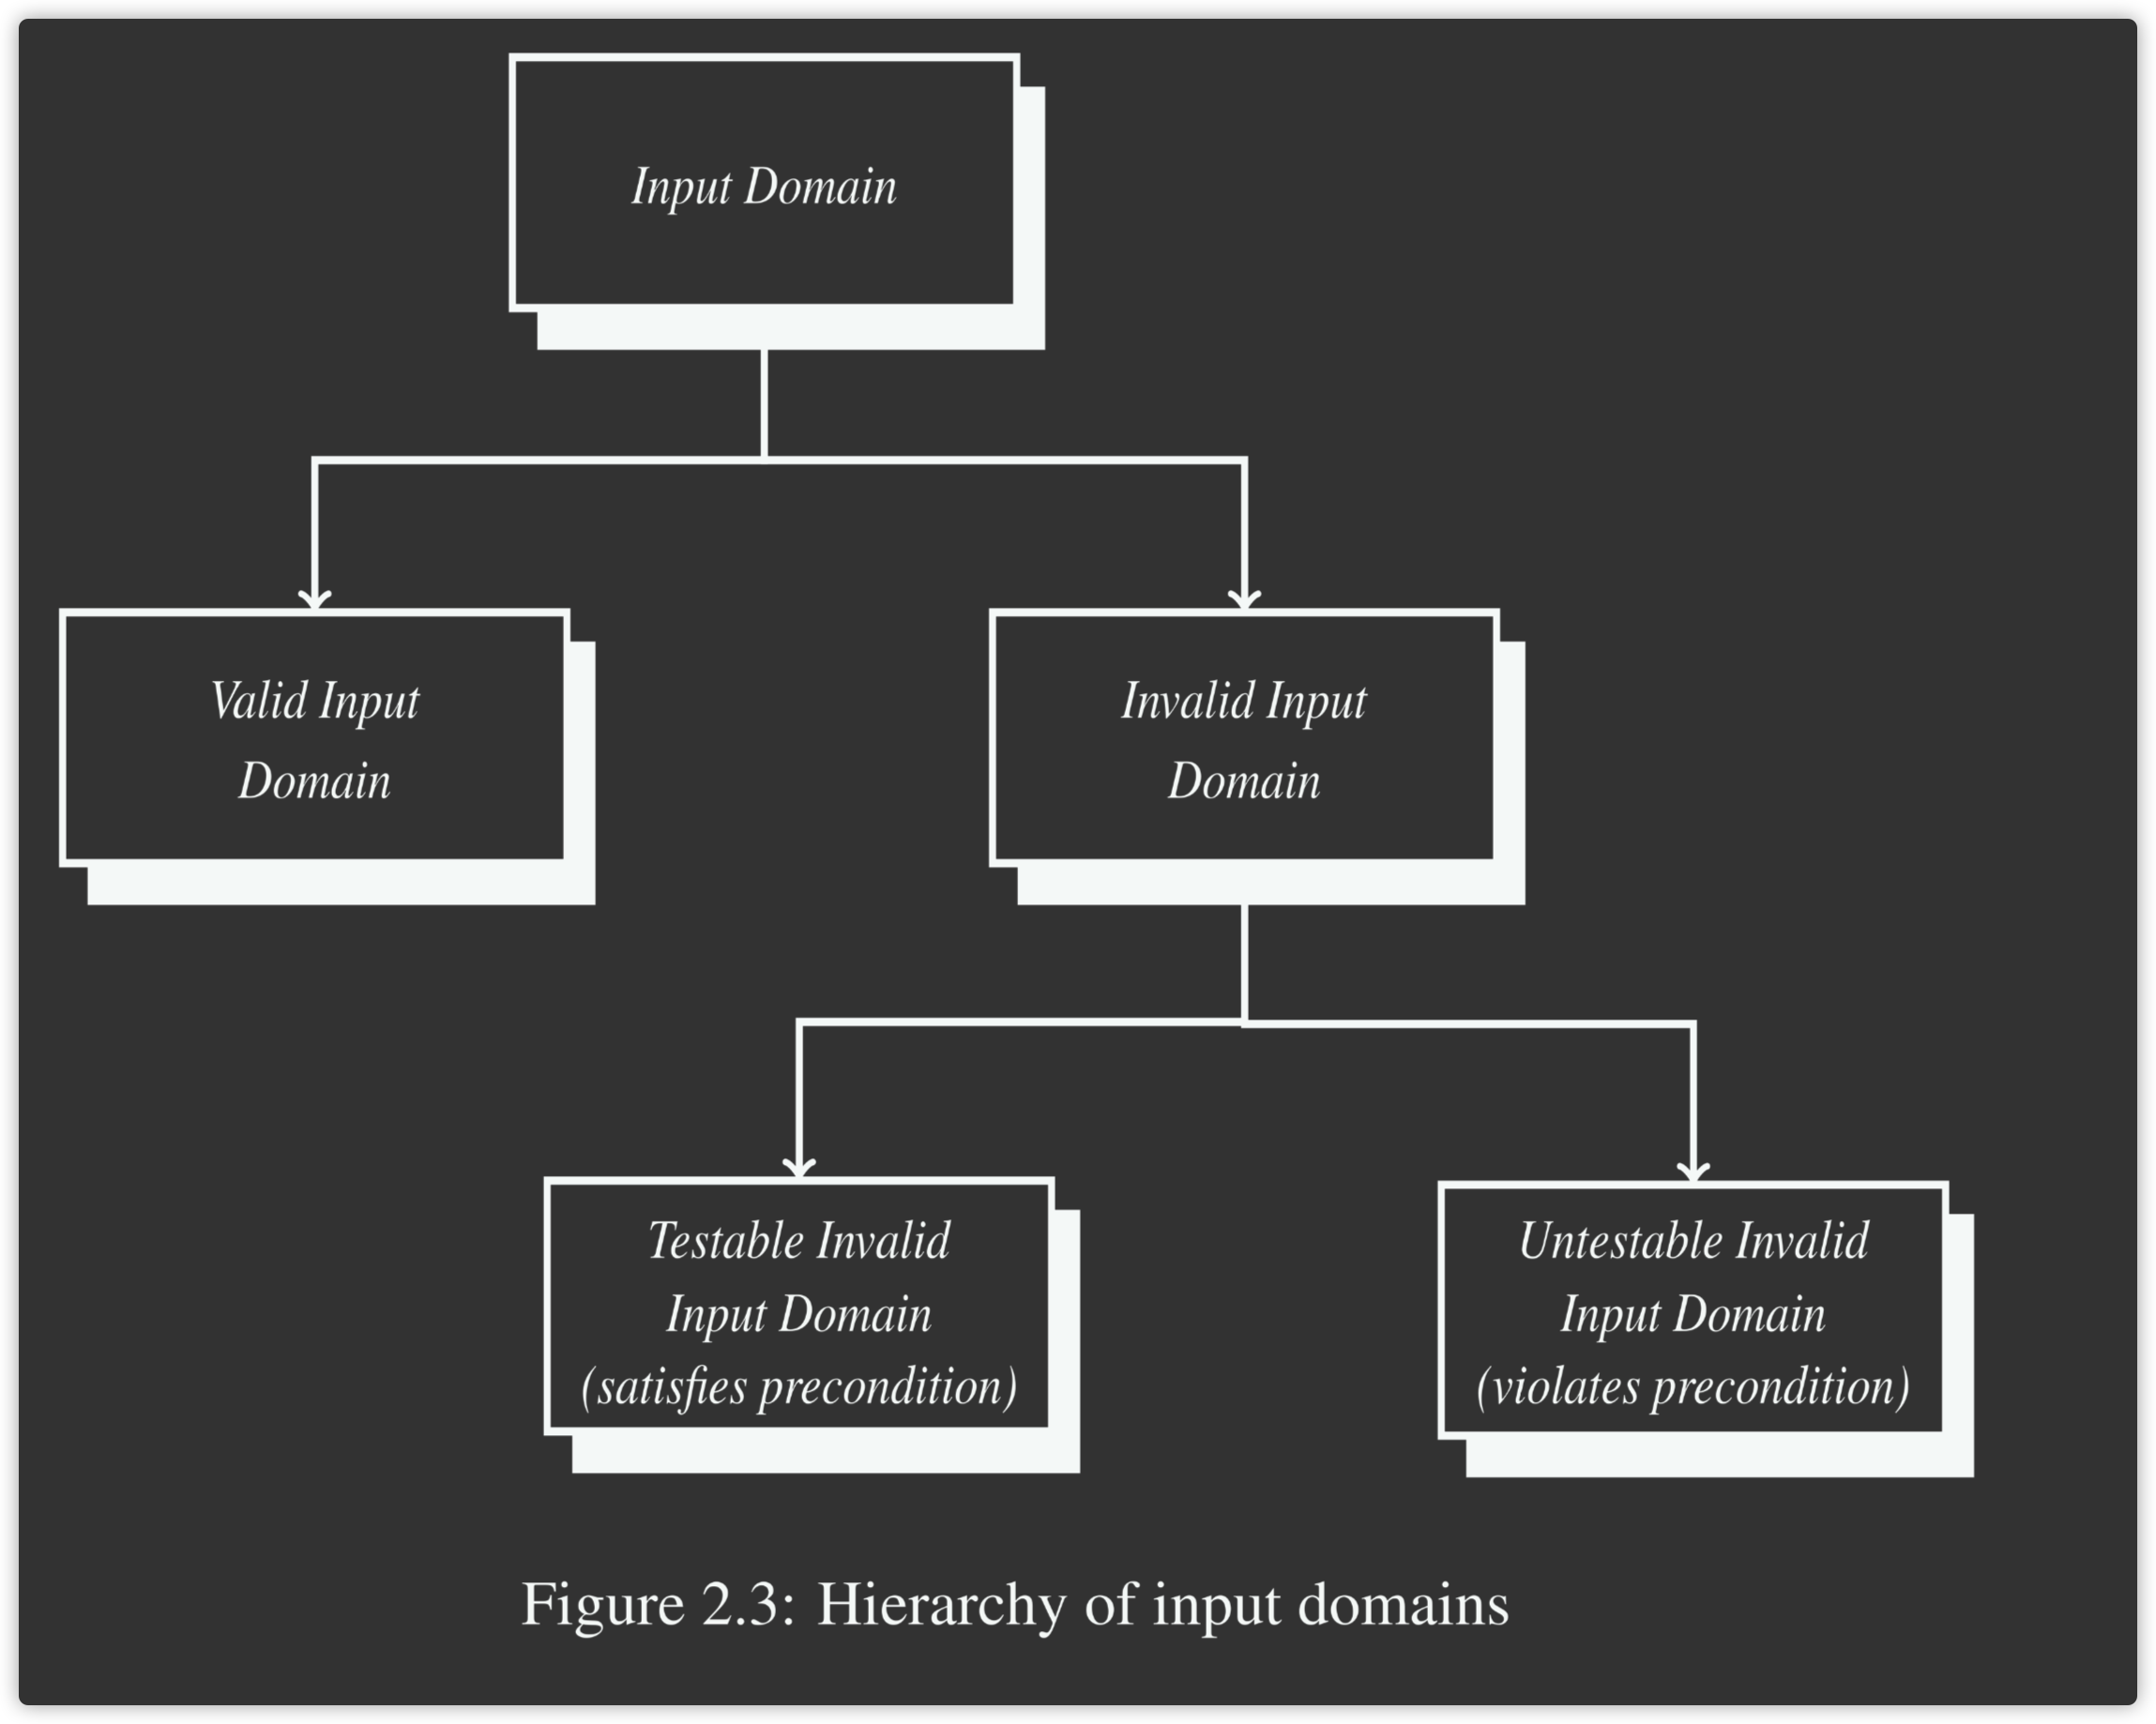 Input Domain
Valid Input
Domain
Invalid Input
Domain
Testable Invalid
Input Domain
(satisfies precondition)
Untestable Invalid
Input Domain
(violates precondition)
Figure 2.3: Hierarchy of input domains